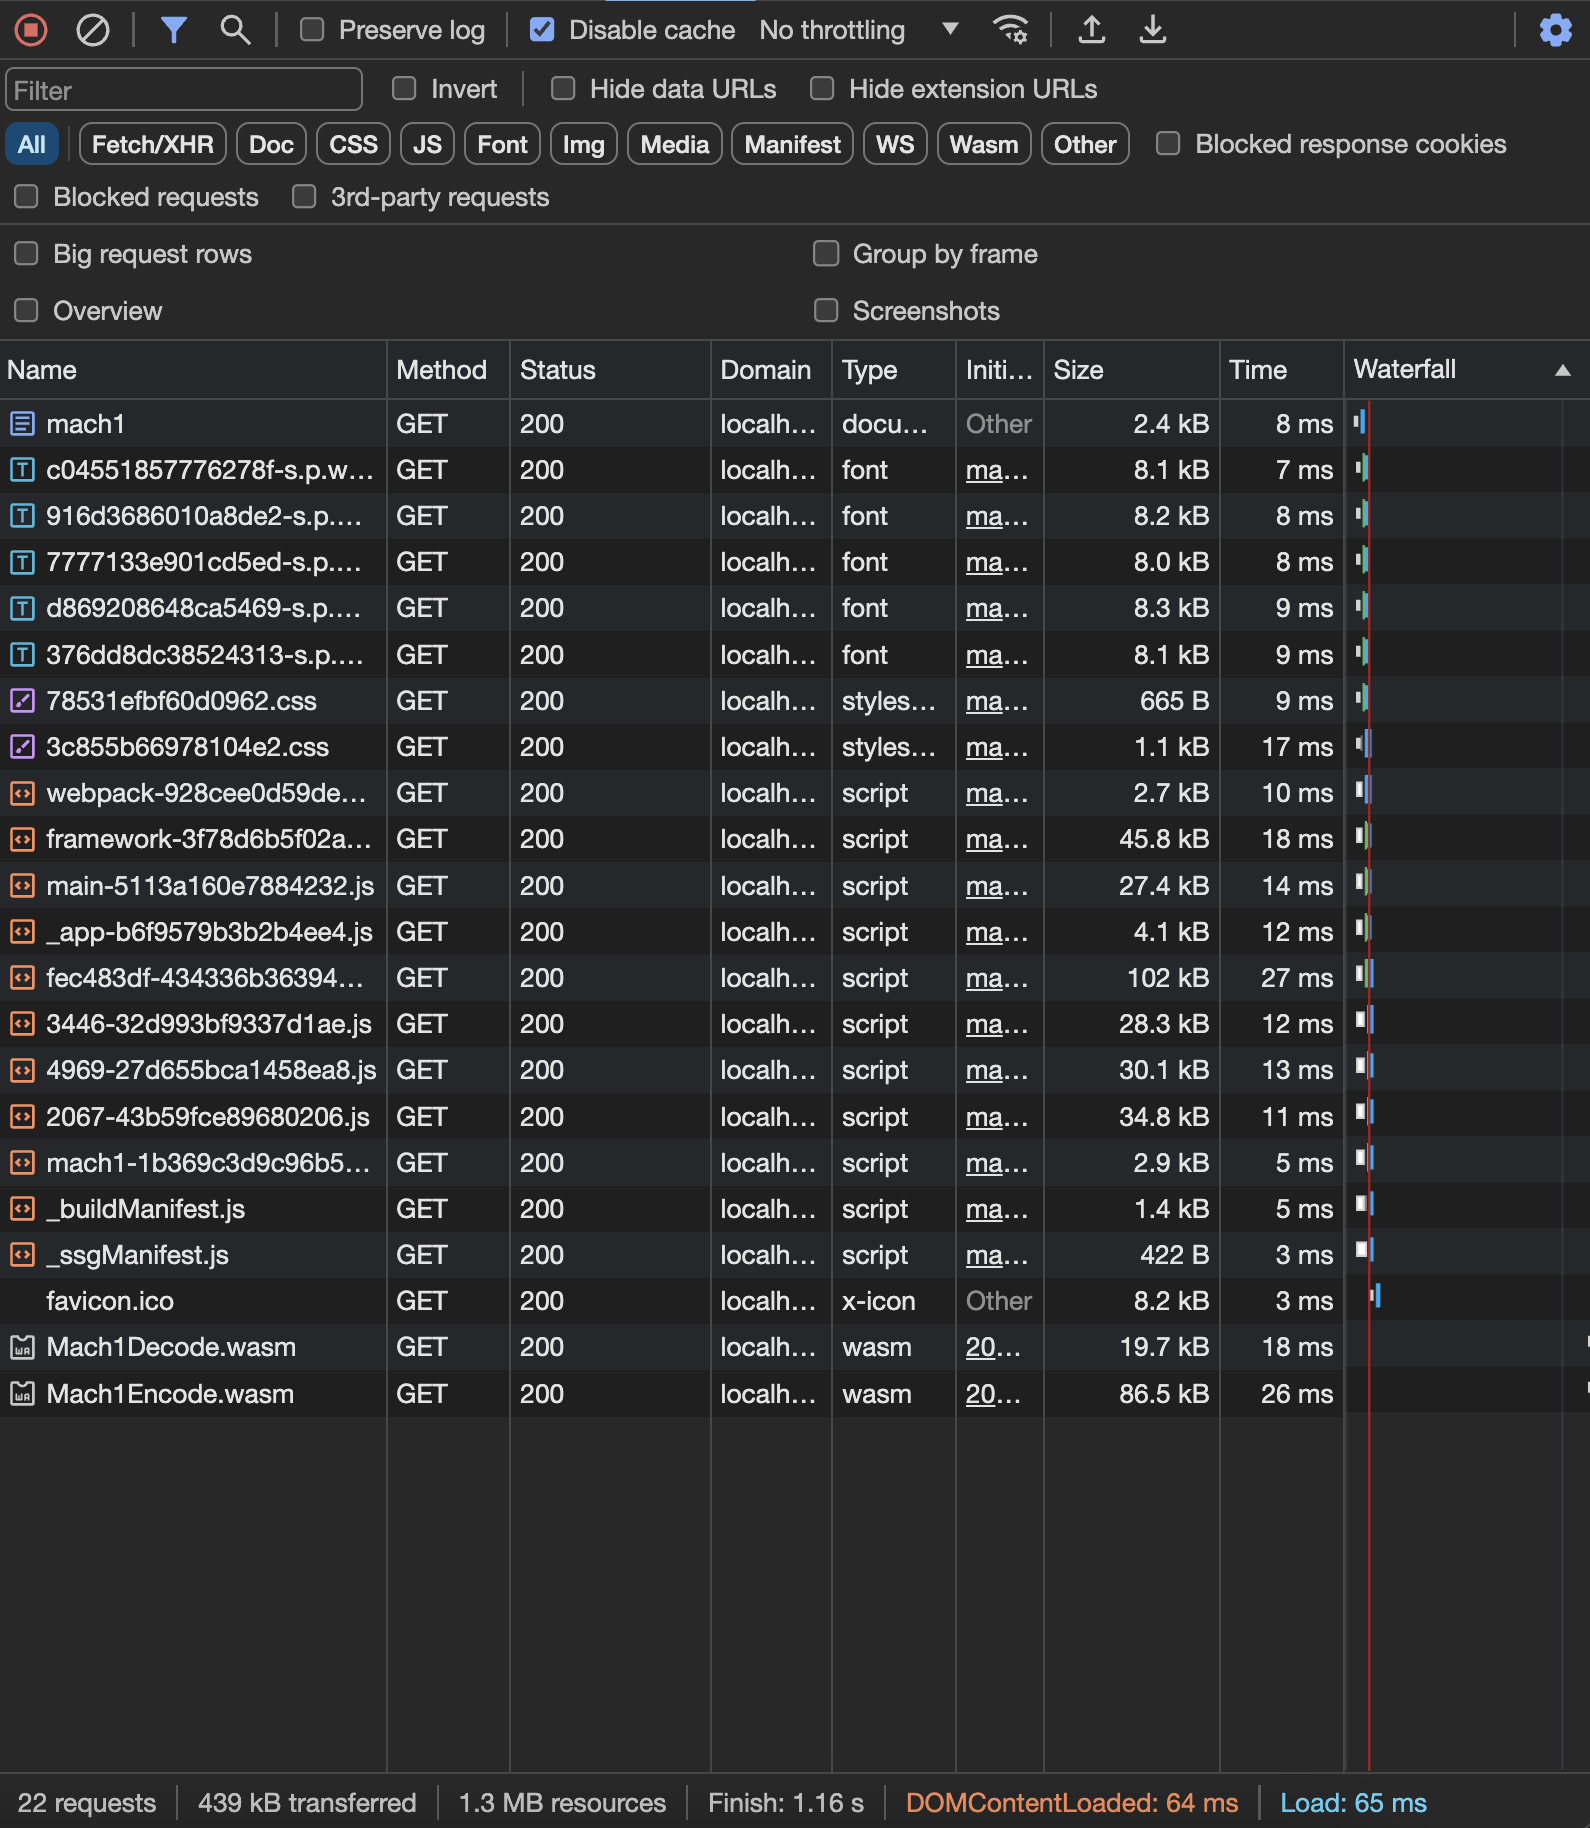 Preserve log Disable cache No throttling
Filter Invert Hide data URLs Hide extension URLs
All Fetch/XHR Doc CSS JS Font Img Media Manifest WS Wasm Other Blocked response cookies
Blocked requests 3rd-party requests
Big request rows Group by frame
Overview Screenshots
Name Method Status Domain Type Initi... Size Time Waterfall
mach1 GET 200 localh... docu... Other 2.4 kB 8 ms
c04551857776278f-s.p.w... GET 200 localh... font ma... 8.1 kB 7 ms
916d3686010a8de2-s.p.... GET 200 localh... font ma... 8.2 kB 8 ms
7777133e901cd5ed-s.p.... GET 200 localh... font ma... 8.0 kB 8 ms
d869208648ca5469-s.p.... GET 200 localh... font ma... 8.3 kB 9 ms
376dd8dc38524313-s.p.... GET 200 localh... font ma... 8.1 kB 9 ms
78531efbf60d0962.css GET 200 localh... styles... ma... 665 B 9 ms
3c855b66978104e2.css GET 200 localh... styles... ma... 1.1 kB 17 ms
webpack-928cee0d59de... GET 200 localh... script ma... 2.7 kB 10 ms
framework-3f78d6b5f02a... GET 200 localh... script ma... 45.8 kB 18 ms
main-5113a160e7884232.js GET 200 localh... script ma... 27.4 kB 14 ms
_app-b6f9579b3b2b4ee4.js GET 200 localh... script ma... 4.1 kB 12 ms
fec483df-434336b36394... GET 200 localh... script ma... 102 kB 27 ms
3446-32d993bf9337d1ae.js GET 200 localh... script ma... 28.3 kB 12 ms
4969-27d655bca1458ea8.js GET 200 localh... script ma... 30.1 kB 13 ms
2067-43b59fce89680206.js GET 200 localh... script ma... 34.8 kB 11 ms
mach1-1b369c3d9c96b5... GET 200 localh... script ma... 2.9 kB 5 ms
_buildManifest.js GET 200 localh... script ma... 1.4 kB 5 ms
_ssgManifest.js GET 200 localh... script ma... 422 B 3 ms
favicon.ico GET 200 localh... x-icon Other 8.2 kB 3 ms
Mach1Decode.wasm GET 200 localh... wasm 20... 19.7 kB 18 ms
Mach1Encode.wasm GET 200 localh... wasm 20... 86.5 kB 26 ms
22 requests 439 kB transferred 1.3 MB resources Finish: 1.16 s DOMContentLoaded: 64 ms Load: 65 ms